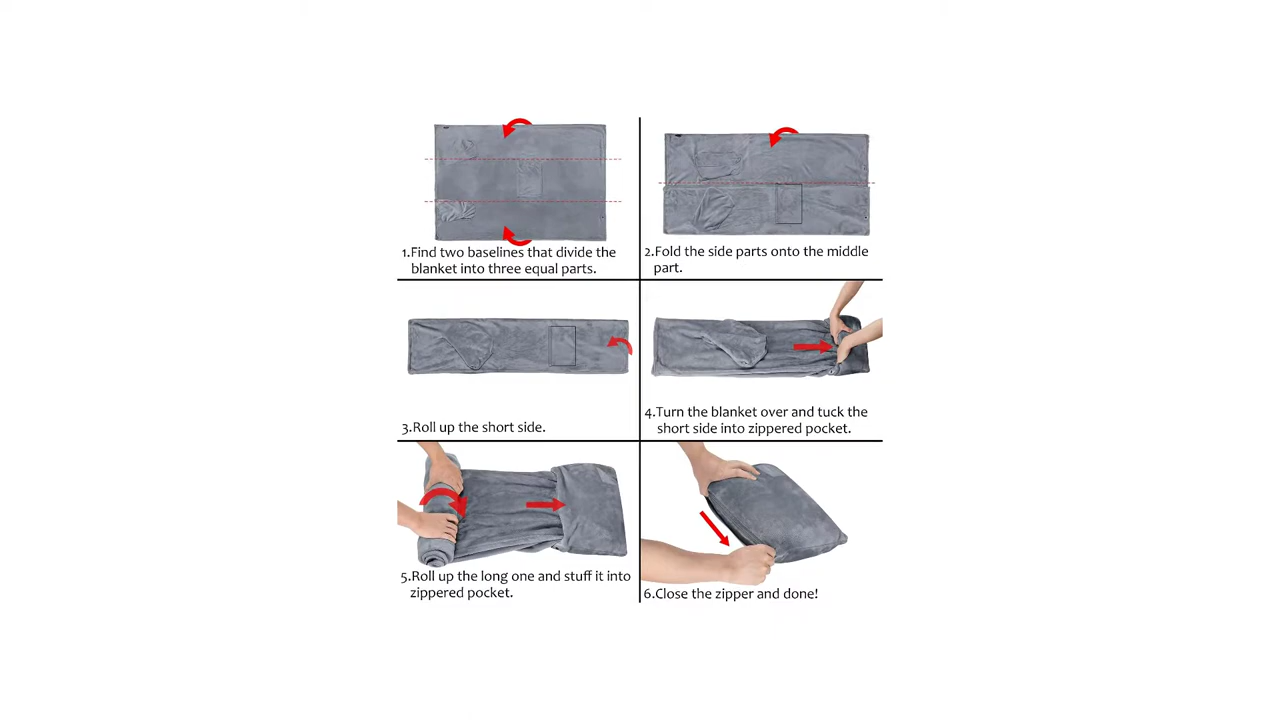 1.Find two baselines that divide the
blanket into three equal parts.
2.Fold the side parts onto the middle
part.
3.Roll up the short side.
4.Turn the blanket over and tuck the
short side into zippered pocket.
5.Roll up the long one and stuff it into
zippered pocket.
6.Close the zipper and done!